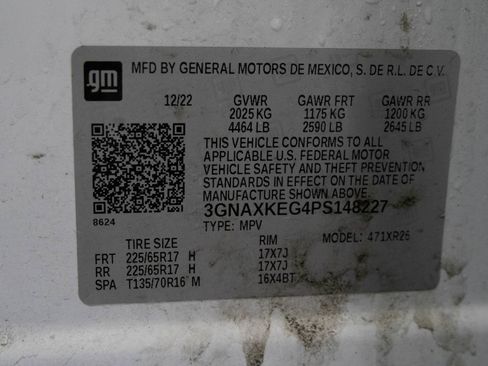 gm MFD BY GENERAL MOTORS DE MEXICO, S. DE R.L. DE C.V.
12/22 GVWR GAWR FRT GAWR RR
2025 KG 1175 KG 1200 KG
4464 LB 2590 LB 2645 LB
THIS VEHICLE CONFORMS TO ALL
APPLICABLE U.S. FEDERAL MOTOR
VEHICLE SAFETY AND THEFT PREVENTION
STANDARDS IN EFFECT ON THE DATE OF
MANUFACTURE SHOWN ABOVE.
3GNAXKEG4PS148227
8624 TYPE: MPV MODEL: 471XR26
TIRE SIZE RIM
FRT 225/65R17 H 17X7J
RR 225/65R17 H 17X7J
SPA T135/70R16 M 16X4BT